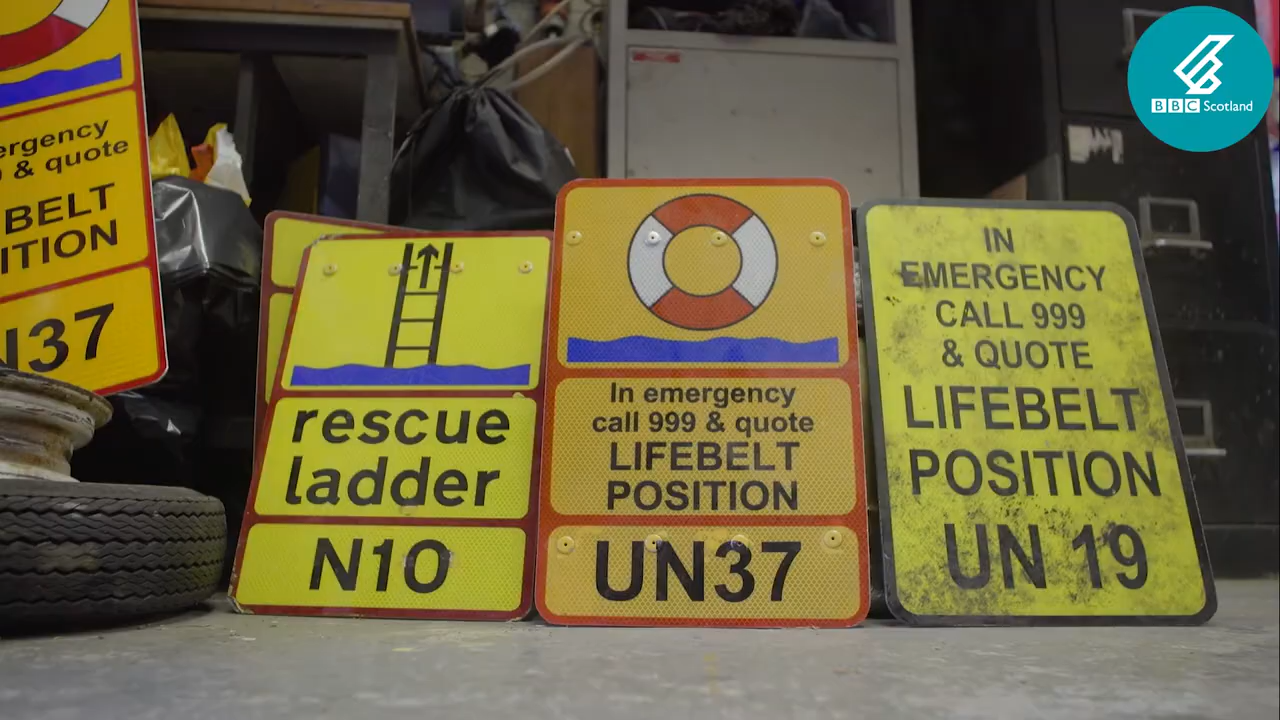 BBC Scotland
ergency
& quote
BELT
ITION
N37
rescue
ladder
N10
In emergency
call 999 & quote
LIFEBELT
POSITION
UN37
IN
EMERGENCY
CALL 999
& QUOTE
LIFEBELT
POSITION
UN 19